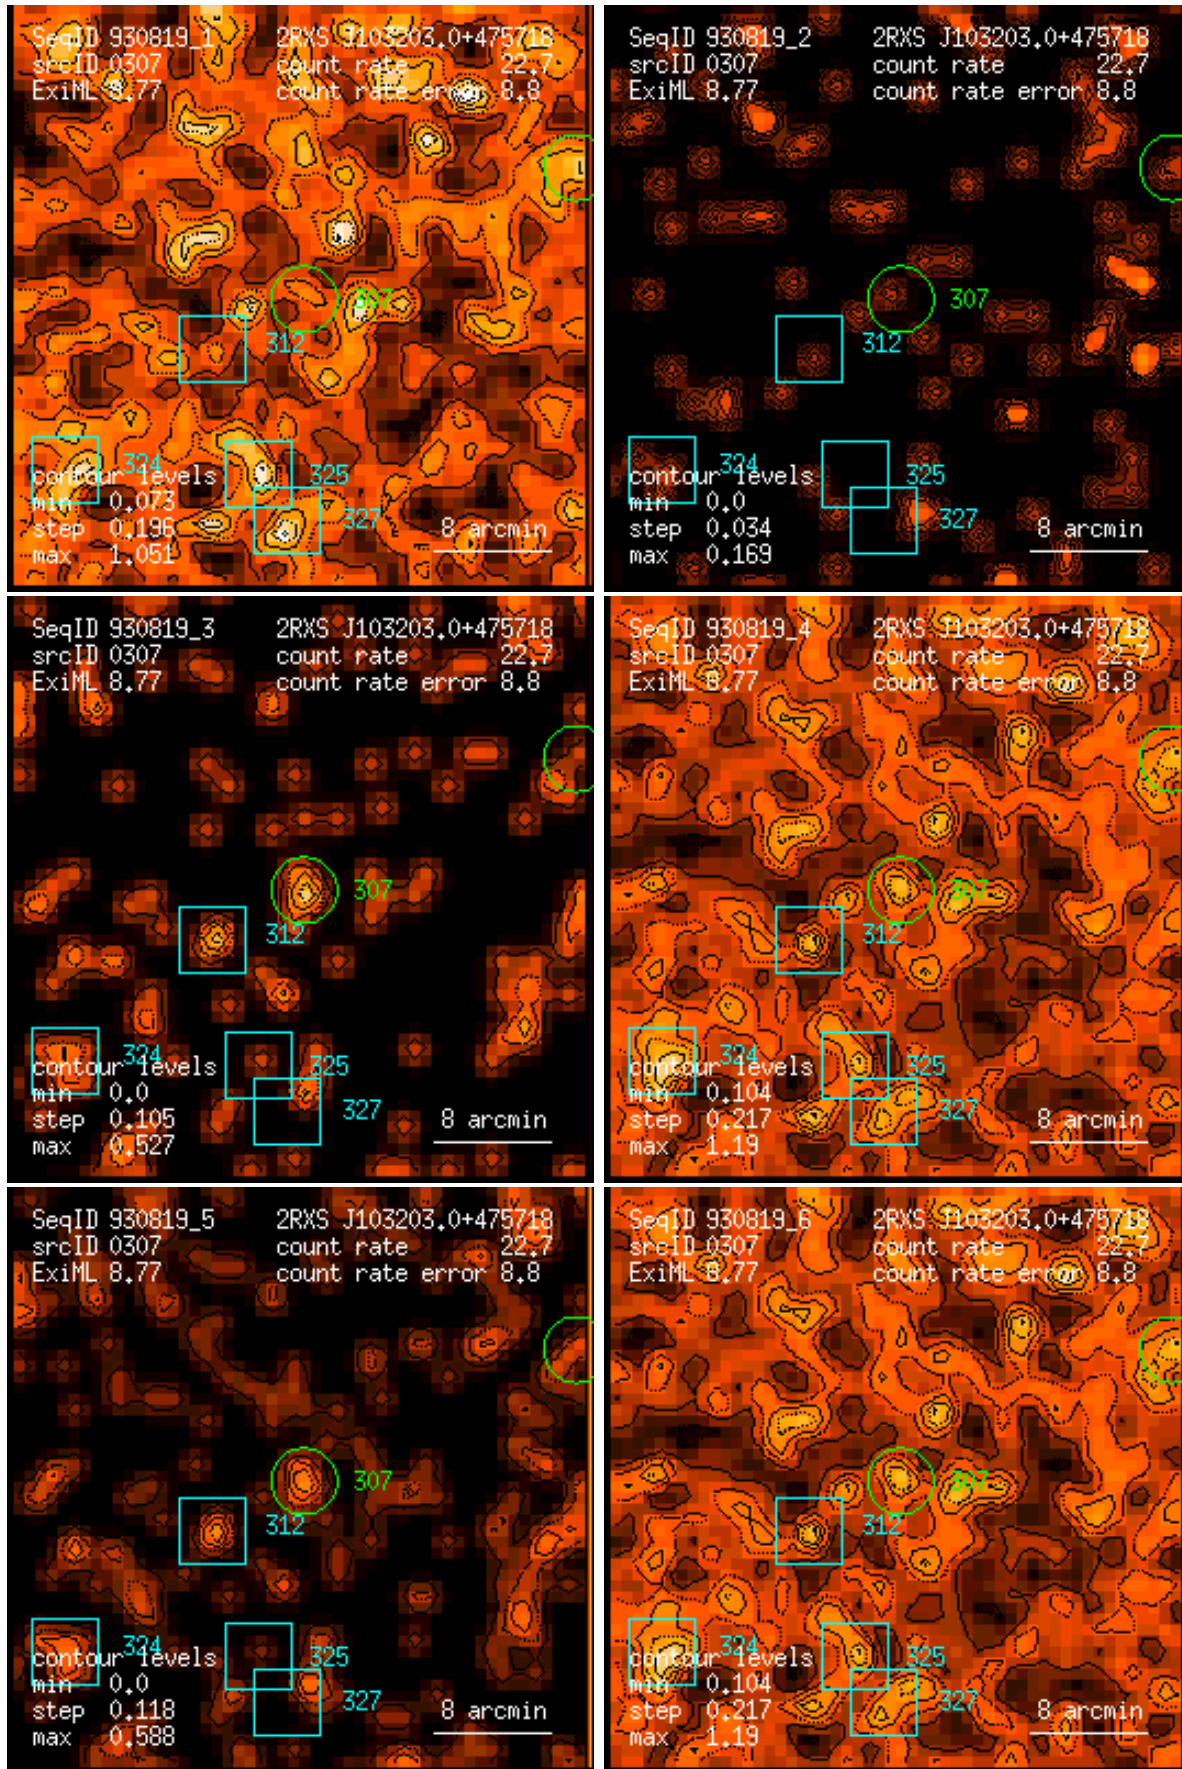 SeqID 930819_1 2RXS J103203.0+475718
srcID 0307 count rate 22.7
ExiML 8.77 count rate error 8.8
307
312
324
325
contour levels
min 0.073
step 0.196
max 1.051
327
8 arcmin
SeqID 930819_2 2RXS J103203.0+475718
srcID 0307 count rate 22.7
ExiML 8.77 count rate error 8.8
307
312
324
325
contour levels
min 0.0
step 0.034
max 0.169
327
8 arcmin
SeqID 930819_3 2RXS J103203.0+475718
srcID 0307 count rate 22.7
ExiML 8.77 count rate error 8.8
307
312
324
325
contour levels
min 0.0
step 0.105
max 0.527
327
8 arcmin
SeqID 930819_4 2RXS J103203.0+475718
srcID 0307 count rate 22.7
ExiML 8.77 count rate error 8.8
307
312
324
325
contour levels
min 0.104
step 0.217
max 1.19
327
8 arcmin
SeqID 930819_5 2RXS J103203.0+475718
srcID 0307 count rate 22.7
ExiML 8.77 count rate error 8.8
307
312
324
325
contour levels
min 0.0
step 0.118
max 0.588
327
8 arcmin
SeqID 930819_6 2RXS J103203.0+475718
srcID 0307 count rate 22.7
ExiML 8.77 count rate error 8.8
307
312
324
325
contour levels
min 0.104
step 0.217
max 1.19
327
8 arcmin